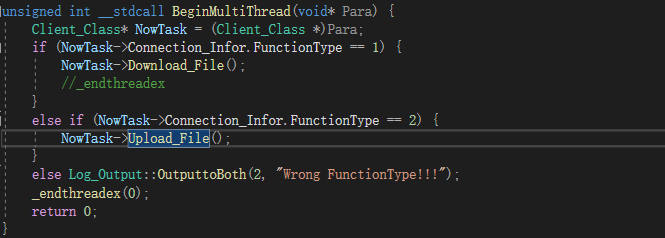 unsigned int __stdcall BeginMultiThread(void* Para) {
Client_Class* NowTask = (Client_Class *)Para;
if (NowTask->Connection_Infor.FunctionType == 1) {
NowTask->Download_File();
//_endthreadex
}
else if (NowTask->Connection_Infor.FunctionType == 2) {
NowTask->Upload_File();
}
else Log_Output::OutputtoBoth(2, "Wrong FunctionType!!!");
_endthreadex(0);
return 0;
}